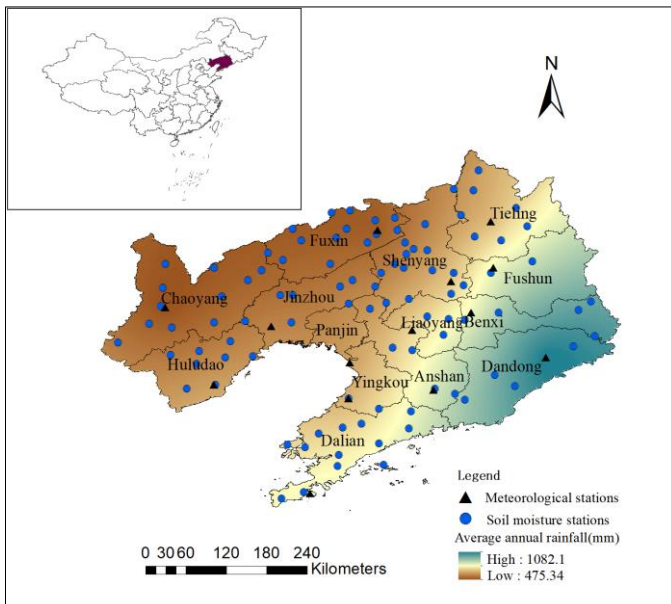 N
Tieling
Fuxin
Shenyang
Fushun
Chaoyang
Jinzhou
Panjin
Liaoyang
Benxi
Huludao
Dandong
Yingkou
Anshan
Dalian
Legend
Meteorological stations
Soil moisture stations
Average annual rainfall(mm)
High : 1082.1
Low : 475.34
0 30 60 120 180 240
Kilometers